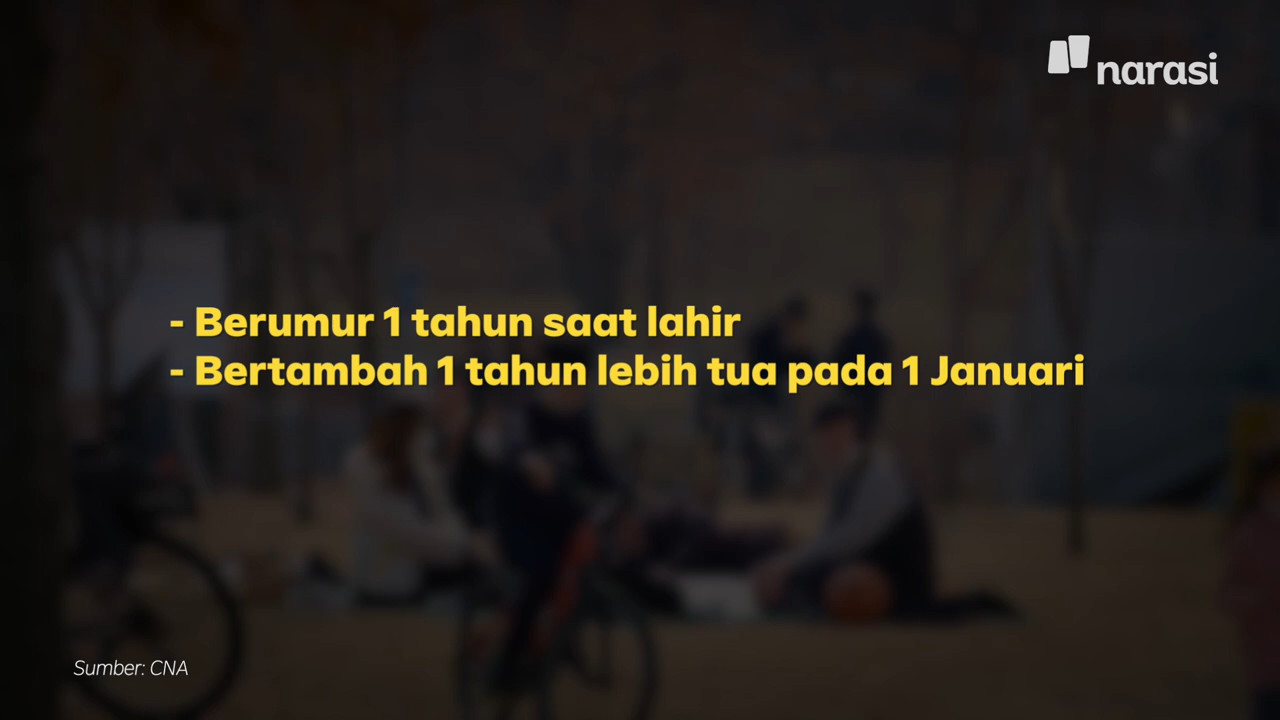 narasi
- Berumur 1 tahun saat lahir
- Bertambah 1 tahun lebih tua pada 1 Januari
Sumber: CNA